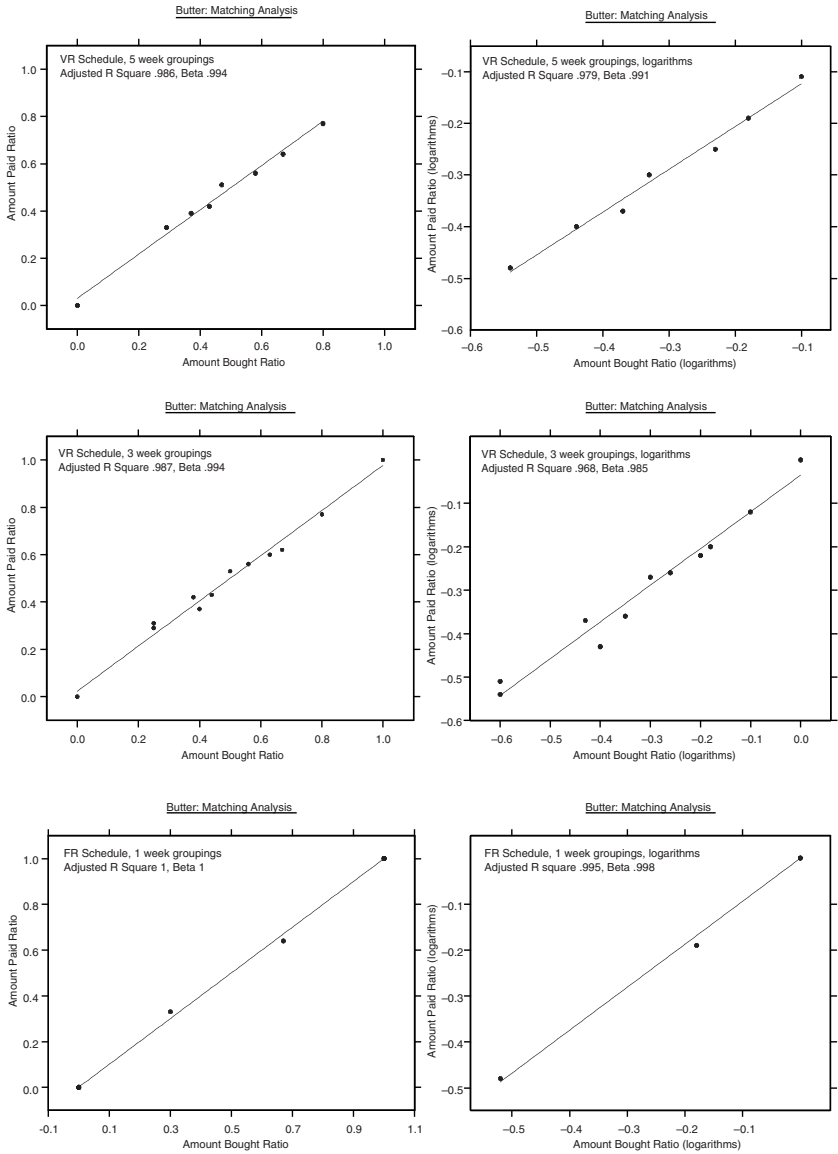 Butter: Matching Analysis
VR Schedule, 5 week groupings
Adjusted R Square .986, Beta .994
1.0
0.8
0.6
0.4
0.2
0.0
Amount Paid Ratio
0.0 0.2 0.4 0.6 0.8 1.0
Amount Bought Ratio
Butter: Matching Analysis
VR Schedule, 5 week groupings, logarithms
Adjusted R Square .979, Beta .991
–0.1
–0.2
–0.3
–0.4
–0.5
–0.6
Amount Paid Ratio (logarithms)
–0.6 –0.5 –0.4 –0.3 –0.2 –0.1
Amount Bought Ratio (logarithms)
Butter: Matching Analysis
VR Schedule, 3 week groupings
Adjusted R Square .987, Beta .994
1.0
0.8
0.6
0.4
0.2
0.0
Amount Paid Ratio
0.0 0.2 0.4 0.6 0.8 1.0
Amount Bought Ratio
Butter: Matching Analysis
VR Schedule, 3 week groupings, logarithms
Adjusted R Square .968, Beta .985
–0.1
–0.2
–0.3
–0.4
–0.5
–0.6
Amount Paid Ratio (logarithms)
–0.6 –0.5 –0.4 –0.3 –0.2 –0.1 0.0
Amount Bought Ratio (logarithms)
Butter: Matching Analysis
FR Schedule, 1 week groupings
Adjusted R Square 1, Beta 1
1.0
0.8
0.6
0.4
0.2
0.0
Amount Paid Ratio
-0.1 0.1 0.3 0.5 0.7 0.9 1.1
Amount Bought Ratio
Butter: Matching Analysis
FR Schedule, 1 week groupings, logarithms
Adjusted R square .995, Beta .998
–0.1
–0.2
–0.3
–0.4
–0.5
Amount Paid Ratio (logarithms)
–0.5 –0.4 –0.3 –0.2 –0.1
Amount Bought Ratio (logarithms)